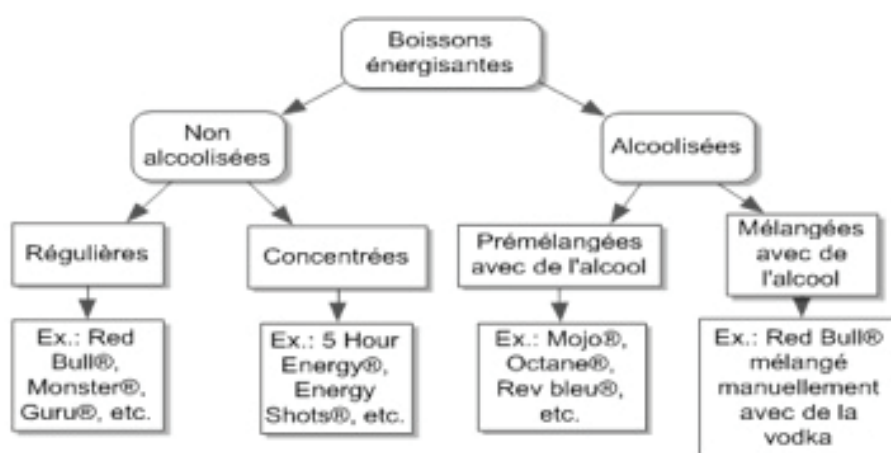 Boissons
énergisantes
Non
alcoolisées
Alcoolisées
Régulières
Concentrées
Prémélangées
avec de l'alcool
Mélangées
avec de
l'alcool
Ex.: Red
Bull®,
Monster®,
Guru®, etc.
Ex.: 5 Hour
Energy®,
Energy
Shots®, etc.
Ex.: Mojo®,
Octane®,
Rev bleu®,
etc.
Ex.: Red Bull®
mélangé
manuellement
avec de la
vodka